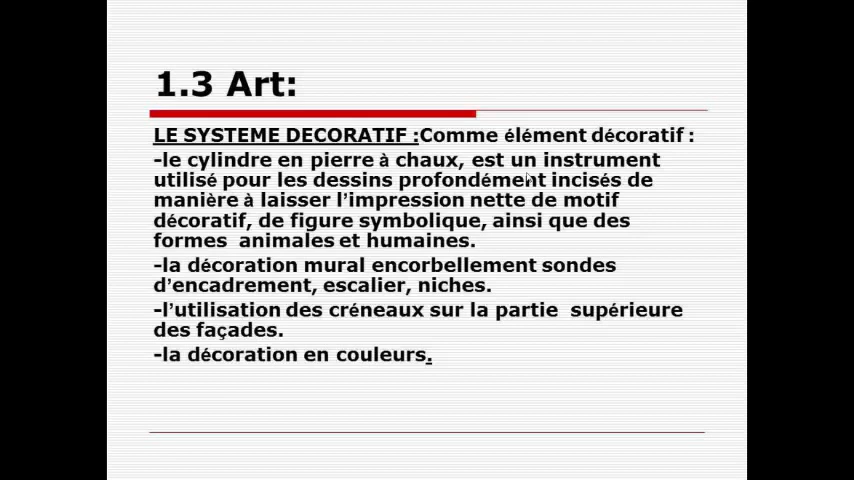 1.3 Art:
LE SYSTEME DECORATIF :Comme élément décoratif :
-le cylindre en pierre à chaux, est un instrument
utilisé pour les dessins profondément incisés de
manière à laisser l’impression nette de motif
décoratif, de figure symbolique, ainsi que des
formes  animales et humaines.
-la décoration mural encorbellement sondes
d’encadrement, escalier, niches.
-l’utilisation des créneaux sur la partie  supérieure
des façades.
-la décoration en couleurs.